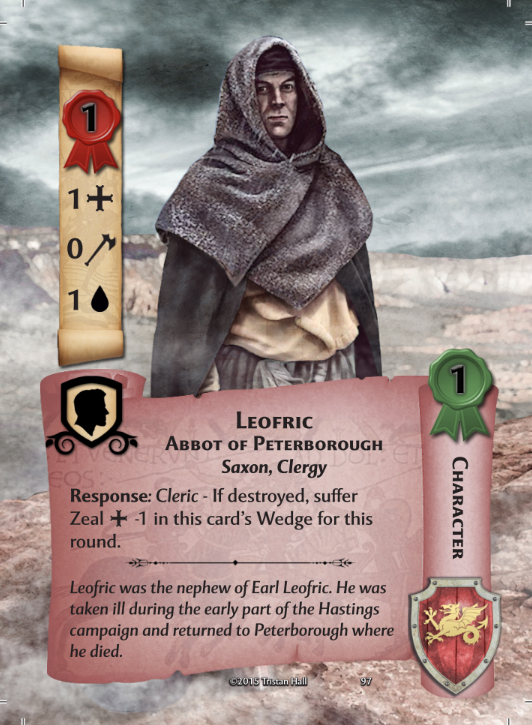 1
1
0
1
LEOFRIC
ABBOT OF PETERBOROUGH
Saxon, Clergy
Response: Cleric - If destroyed, suffer
Zeal ✠ -1 in this card's Wedge for this
round.
Leofric was the nephew of Earl Leofric. He was
taken ill during the early part of the Hastings
campaign and returned to Peterborough where
he died.
1
CHARACTER
©2015 Tristan Hall
97